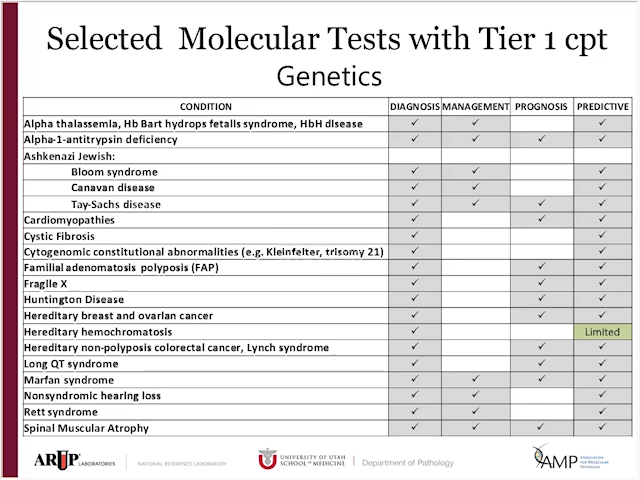 Selected Molecular Tests with Tier 1 cpt
Genetics
CONDITION DIAGNOSIS MANAGEMENT PROGNOSIS PREDICTIVE
Alpha thalassemia, Hb Bart hydrops fetalis syndrome, HbH disease ✓ ✓ ✓
Alpha-1-antitrypsin deficiency ✓ ✓ ✓ ✓
Ashkenazi Jewish:
Bloom syndrome ✓ ✓ ✓
Canavan disease ✓ ✓ ✓
Tay-Sachs disease ✓ ✓ ✓ ✓
Cardiomyopathies ✓ ✓ ✓
Cystic Fibrosis ✓ ✓
Cytogenomic constitutional abnormalities (e.g. Kleinfelter, trisomy 21) ✓ ✓
Familial adenomatosis polyposis (FAP) ✓ ✓ ✓
Fragile X ✓ ✓ ✓
Huntington Disease ✓ ✓ ✓
Hereditary breast and ovarian cancer ✓ ✓ ✓
Hereditary hemochromatosis ✓ Limited
Hereditary non-polyposis colorectal cancer, Lynch syndrome ✓ ✓ ✓
Long QT syndrome ✓ ✓ ✓
Marfan syndrome ✓ ✓ ✓ ✓
Nonsyndromic hearing loss ✓ ✓ ✓
Rett syndrome ✓ ✓ ✓
Spinal Muscular Atrophy ✓ ✓ ✓ ✓
ARUP LABORATORIES NATIONAL REFERENCE LABORATORY
UNIVERSITY OF UTAH
SCHOOL OF MEDICINE Department of Pathology
AMP ASSOCIATION
FOR MOLECULAR
PATHOLOGY